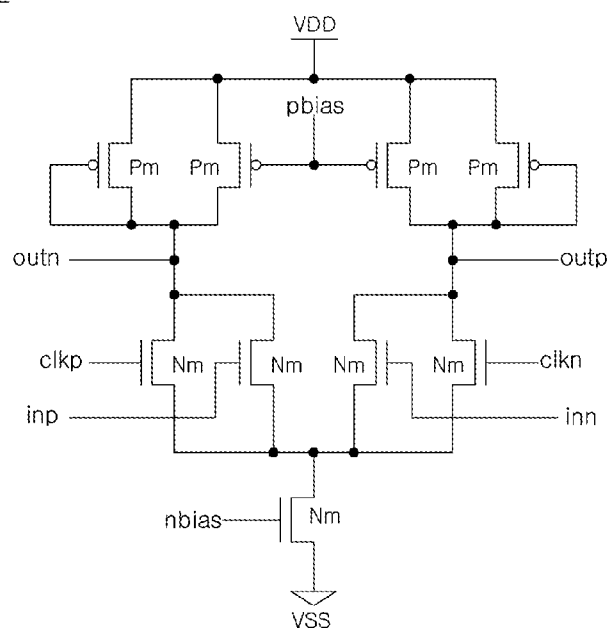 VDD
pbias
Pm Pm Pm Pm
outn outp
clkp Nm Nm Nm Nm clkn
inp inn
nbias Nm
VSS